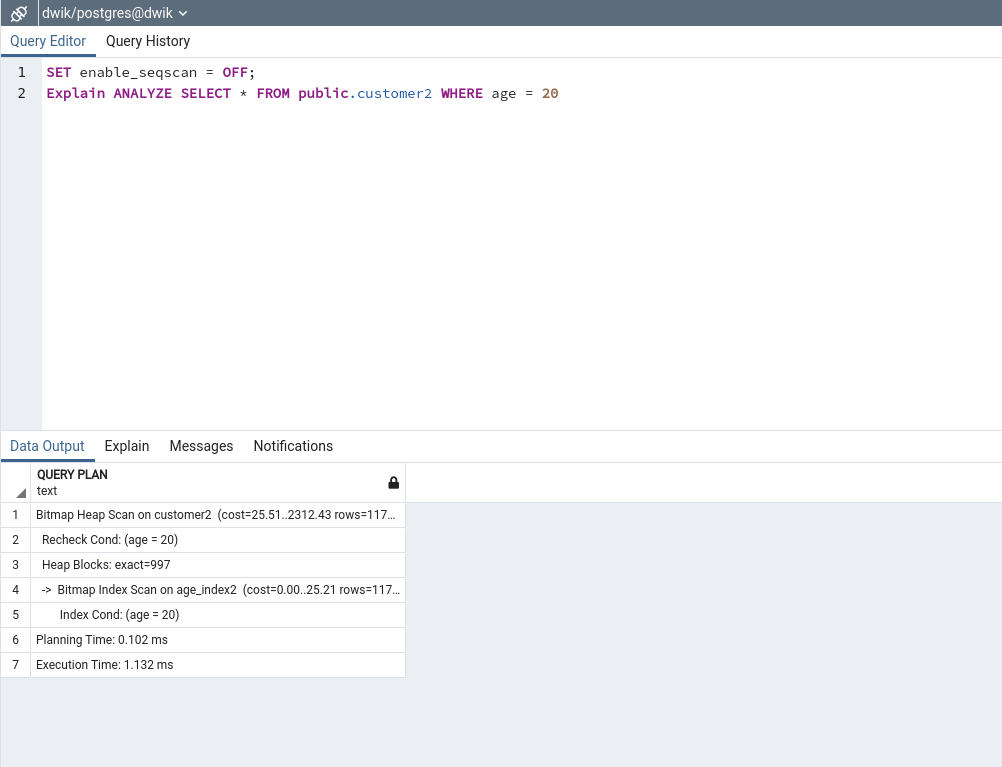 dwik/postgres@dwik
Query Editor Query History
1 SET enable_seqscan = OFF;
2 Explain ANALYZE SELECT * FROM public.customer2 WHERE age = 20
Data Output Explain Messages Notifications
QUERY PLAN
text
1 Bitmap Heap Scan on customer2 (cost=25.51..2312.43 rows=117...
2 Recheck Cond: (age = 20)
3 Heap Blocks: exact=997
4 -> Bitmap Index Scan on age_index2 (cost=0.00..25.21 rows=117...
5 Index Cond: (age = 20)
6 Planning Time: 0.102 ms
7 Execution Time: 1.132 ms